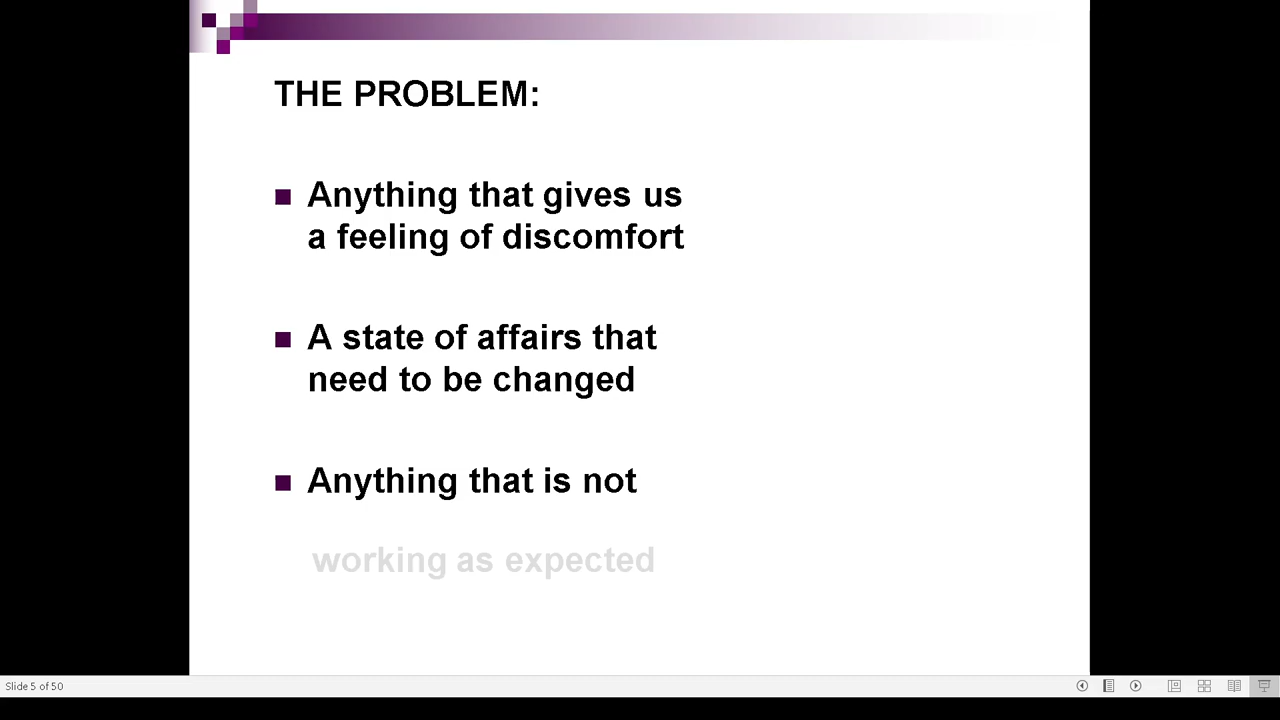 THE PROBLEM:
Anything that gives us
a feeling of discomfort
A state of affairs that
need to be changed
Anything that is not
working as expected
Slide 5 of 50